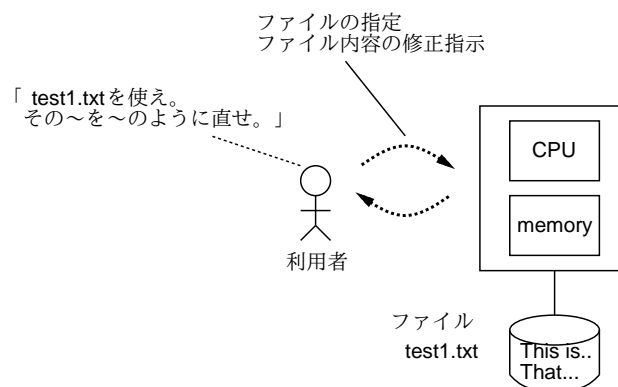 ファイルの指定
ファイル内容の修正指示
「 test1.txtを使え。
その～を～のように直せ。」
CPU
memory
利用者
ファイル
test1.txt
This is..
That...